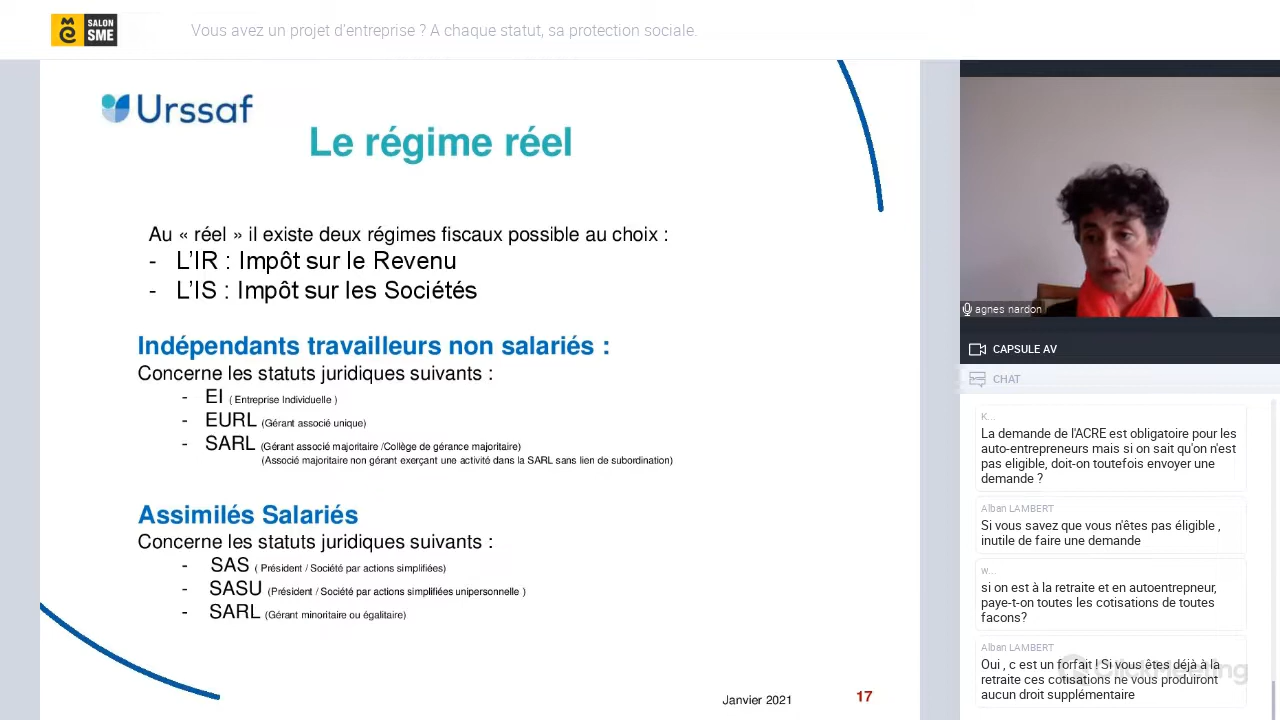 SALON
SME
Vous avez un projet d'entreprise ? A chaque statut, sa protection sociale.
Urssaf
Le régime réel
Au « réel » il existe deux régimes fiscaux possible au choix :
- L'IR : Impôt sur le Revenu
- L'IS : Impôt sur les Sociétés
Indépendants travailleurs non salariés :
Concerne les statuts juridiques suivants :
- EI ( Entreprise Individuelle )
- EURL (Gérant associé unique)
- SARL (Gérant associé majoritaire /Collège de gérance majoritaire)
(Associé majoritaire non gérant exerçant une activité dans la SARL sans lien de subordination)
Assimilés Salariés
Concerne les statuts juridiques suivants :
- SAS ( Président / Société par actions simplifiées)
- SASU (Président / Société par actions simplifiées unipersonnelle )
- SARL (Gérant minoritaire ou égalitaire)
Janvier 2021
17
agnes nardon
CAPSULE AV
CHAT
K...
La demande de l'ACRE est obligatoire pour les
auto-entrepreneurs mais si on sait qu'on n'est
pas eligible, doit-on toutefois envoyer une
demande ?
Alban LAMBERT
Si vous savez que vous n'êtes pas éligible ,
inutile de faire une demande
w...
si on est à la retraite et en autoentrepneur,
paye-t-on toutes les cotisations de toutes
facons?
Alban LAMBERT
Oui , c est un forfait ! Si vous êtes déjà à la
retraite ces cotisations ne vous produiront
aucun droit supplémentaire
ClickMeeting